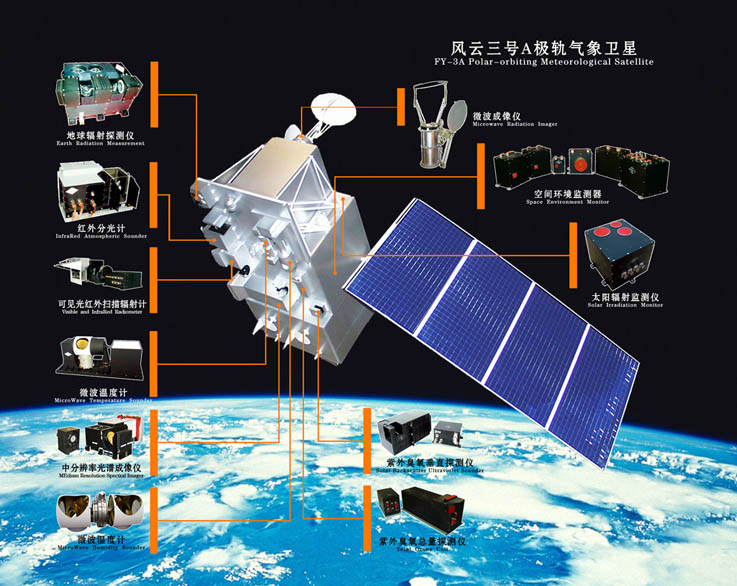 风云三号A极轨气象卫星
FY-3A Polar-orbiting Meteorological Satellite
地球辐射探测仪
Earth Radiation Measurement
微波成像仪
Microwave Radiation Imager
空间环境监测器
Space Environment Monitor
红外分光计
InfraRed Atmospheric Sounder
太阳辐射监测仪
Solar Irradiation Monitor
可见光红外扫描辐射计
Visible and InfraRed Radiometer
微波温度计
MicroWave Temperature Sounder
中分辨率光谱成像仪
MEdium Resolution Spectral Imager
紫外臭氧垂直探测仪
Solar Backscatter Ultraviolet Sounder
微波湿度计
MicroWave Humidity Sounder
紫外臭氧总量探测仪
Total Ozone Unit